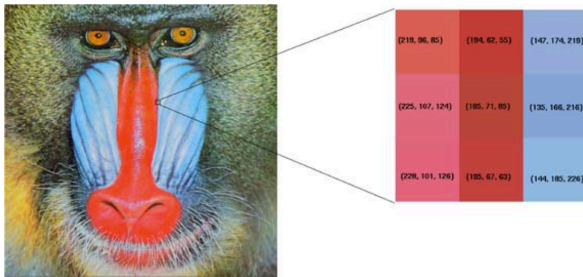 (219, 96, 85) (194, 62, 55) (147, 174, 219)
(225, 107, 124) (185, 71, 85) (135, 166, 216)
(228, 101, 126) (195, 67, 63) (144, 185, 226)